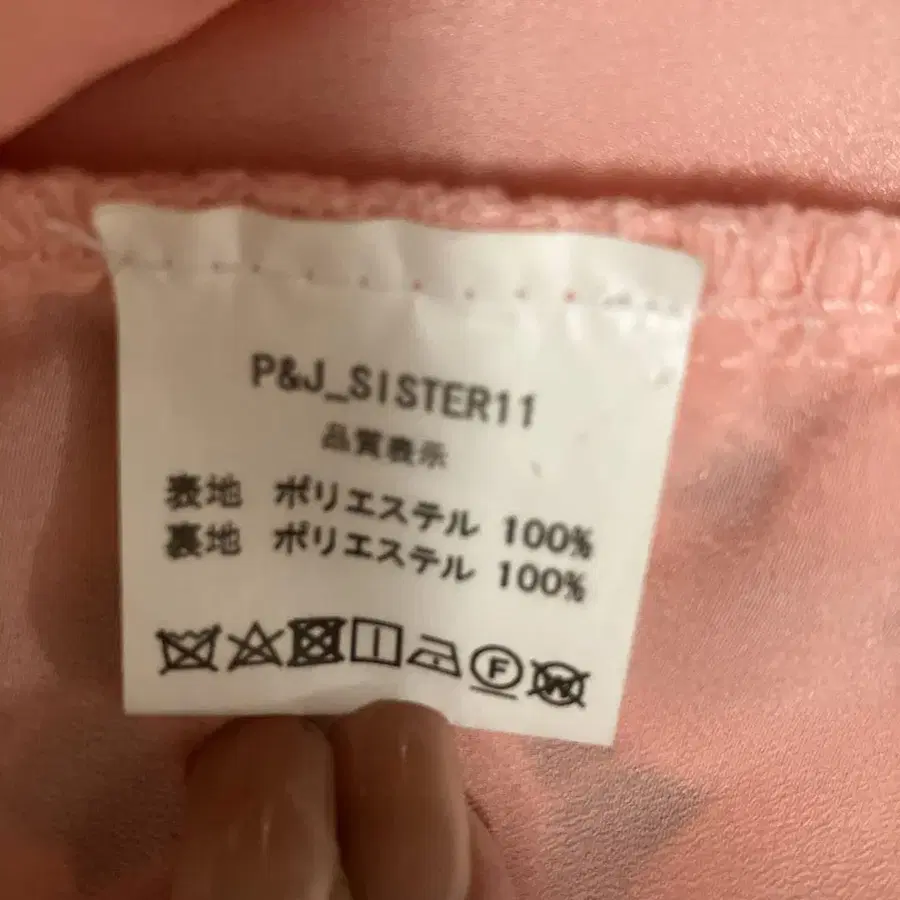 P&J_SISTER11
品質表示
表地 ポリエステル 100%
裏地 ポリエステル 100%
F W